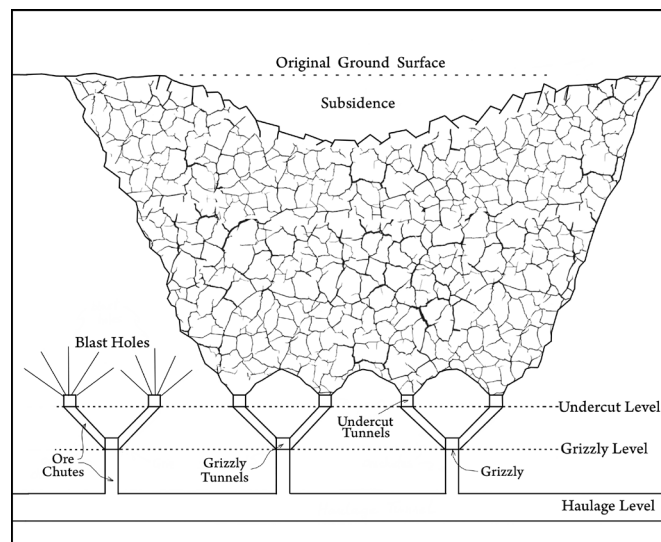 Original Ground Surface
Subsidence
Blast Holes
Undercut Level
Undercut
Tunnels
Ore
Chutes
Grizzly
Tunnels
Grizzly Level
Grizzly
Haulage Level